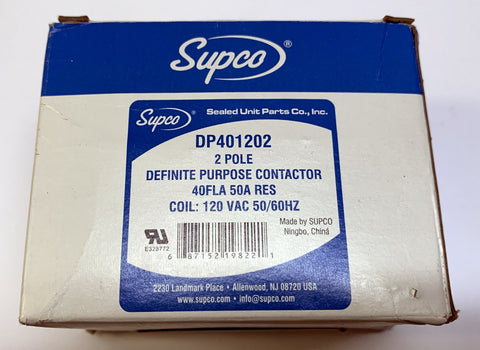 Supco®
Supco® Sealed Unit Parts Co., Inc.
DP401202
2 POLE
DEFINITE PURPOSE CONTACTOR
40FLA 50A RES
COIL: 120 VAC 50/60HZ
Made by SUPCO
Ningbo, China
E323772
6 87152 19822 1
2230 Landmark Place • Allenwood, NJ 08720 USA
www.supco.com • info@supco.com